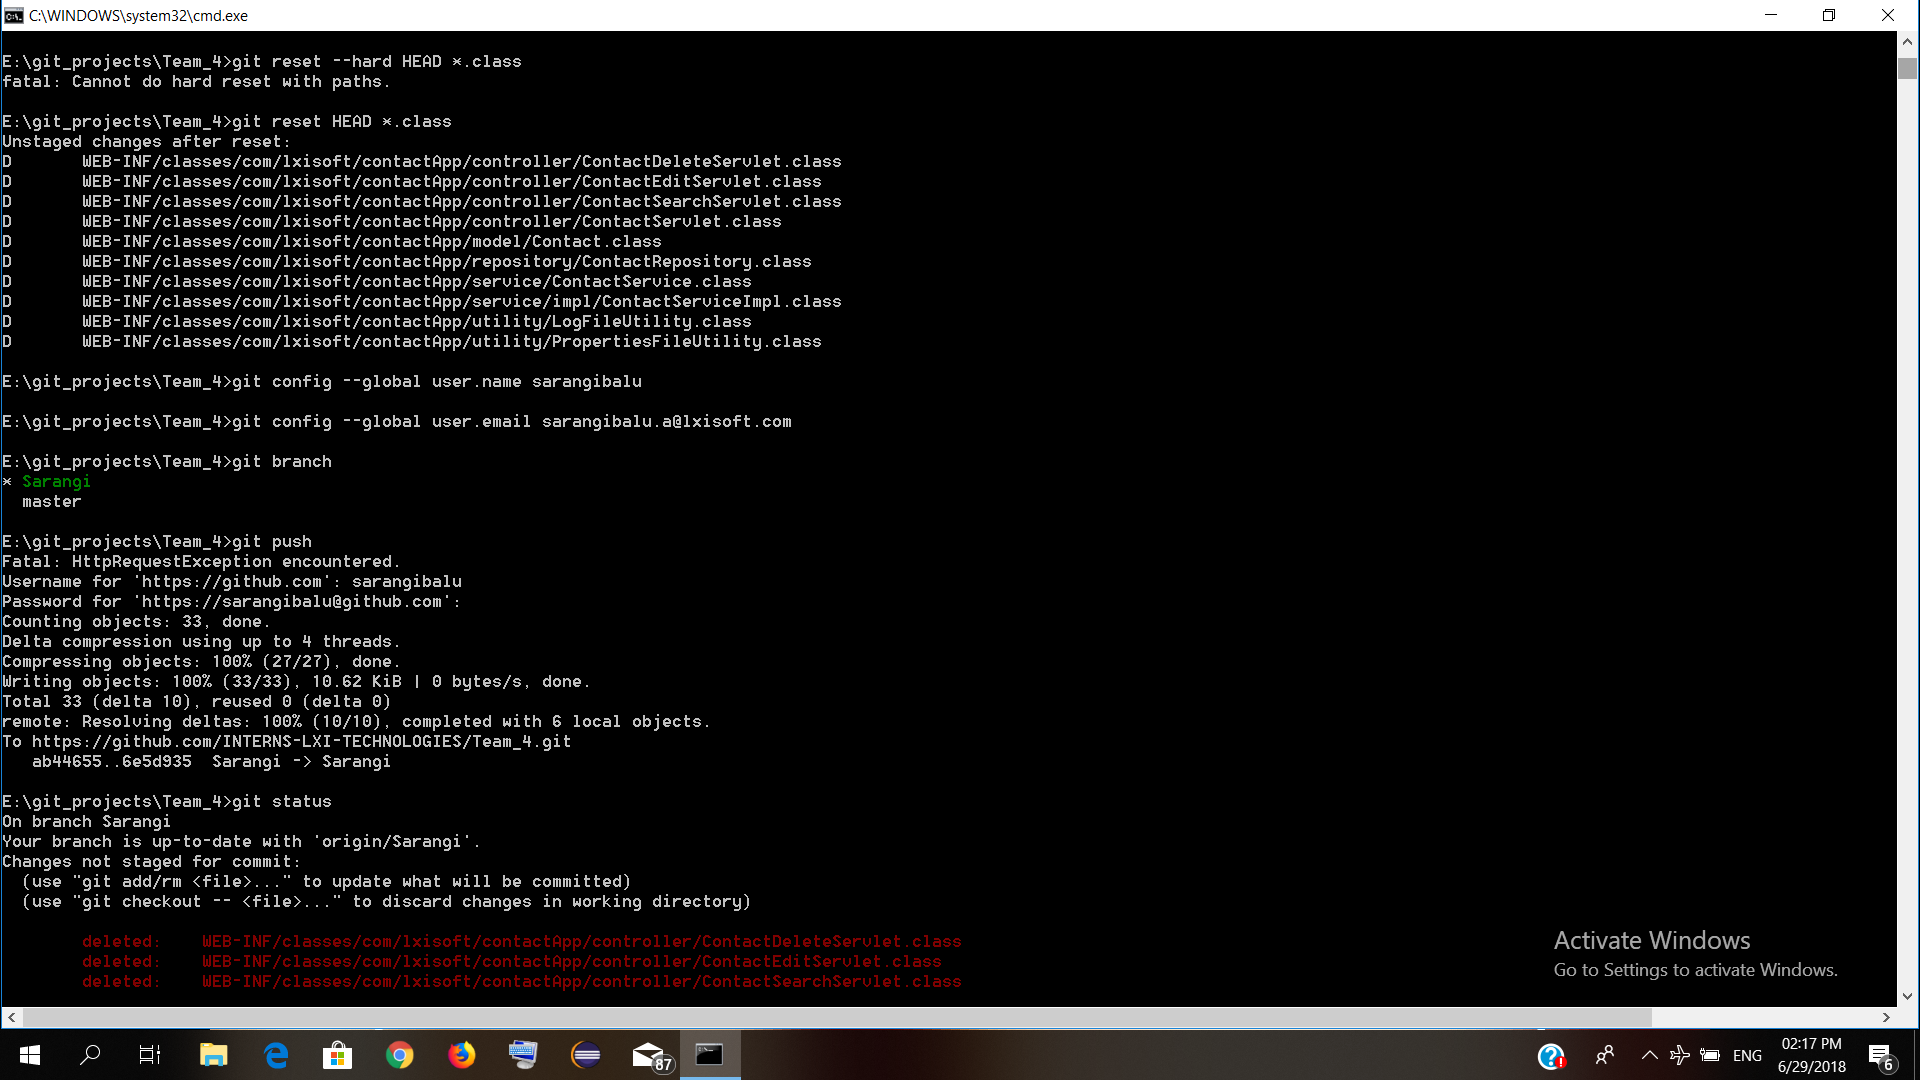 C:\WINDOWS\system32\cmd.exe
E:\git_projects\Team_4>git reset --hard HEAD *.class
fatal: Cannot do hard reset with paths.
E:\git_projects\Team_4>git reset HEAD *.class
Unstaged changes after reset:
D       WEB-INF/classes/com/lxisoft/contactApp/controller/ContactDeleteServlet.class
D       WEB-INF/classes/com/lxisoft/contactApp/controller/ContactEditServlet.class
D       WEB-INF/classes/com/lxisoft/contactApp/controller/ContactSearchServlet.class
D       WEB-INF/classes/com/lxisoft/contactApp/controller/ContactServlet.class
D       WEB-INF/classes/com/lxisoft/contactApp/model/Contact.class
D       WEB-INF/classes/com/lxisoft/contactApp/repository/ContactRepository.class
D       WEB-INF/classes/com/lxisoft/contactApp/service/ContactService.class
D       WEB-INF/classes/com/lxisoft/contactApp/service/impl/ContactServiceImpl.class
D       WEB-INF/classes/com/lxisoft/contactApp/utility/LogFileUtility.class
D       WEB-INF/classes/com/lxisoft/contactApp/utility/PropertiesFileUtility.class
E:\git_projects\Team_4>git config --global user.name sarangibalu
E:\git_projects\Team_4>git config --global user.email sarangibalu.a@lxisoft.com
E:\git_projects\Team_4>git branch
* Sarangi
  master
E:\git_projects\Team_4>git push
Fatal: HttpRequestException encountered.
Username for 'https://github.com': sarangibalu
Password for 'https://sarangibalu@github.com':
Counting objects: 33, done.
Delta compression using up to 4 threads.
Compressing objects: 100% (27/27), done.
Writing objects: 100% (33/33), 10.62 KiB | 0 bytes/s, done.
Total 33 (delta 10), reused 0 (delta 0)
remote: Resolving deltas: 100% (10/10), completed with 6 local objects.
To https://github.com/INTERNS-LXI-TECHNOLOGIES/Team_4.git
   ab44655..6e5d935  Sarangi -> Sarangi
E:\git_projects\Team_4>git status
On branch Sarangi
Your branch is up-to-date with 'origin/Sarangi'.
Changes not staged for commit:
  (use "git add/rm <file>..." to update what will be committed)
  (use "git checkout -- <file>..." to discard changes in working directory)
        deleted:    WEB-INF/classes/com/lxisoft/contactApp/controller/ContactDeleteServlet.class
        deleted:    WEB-INF/classes/com/lxisoft/contactApp/controller/ContactEditServlet.class
        deleted:    WEB-INF/classes/com/lxisoft/contactApp/controller/ContactSearchServlet.class
Activate Windows
Go to Settings to activate Windows.
87
ENG
02:17 PM
6/29/2018
6